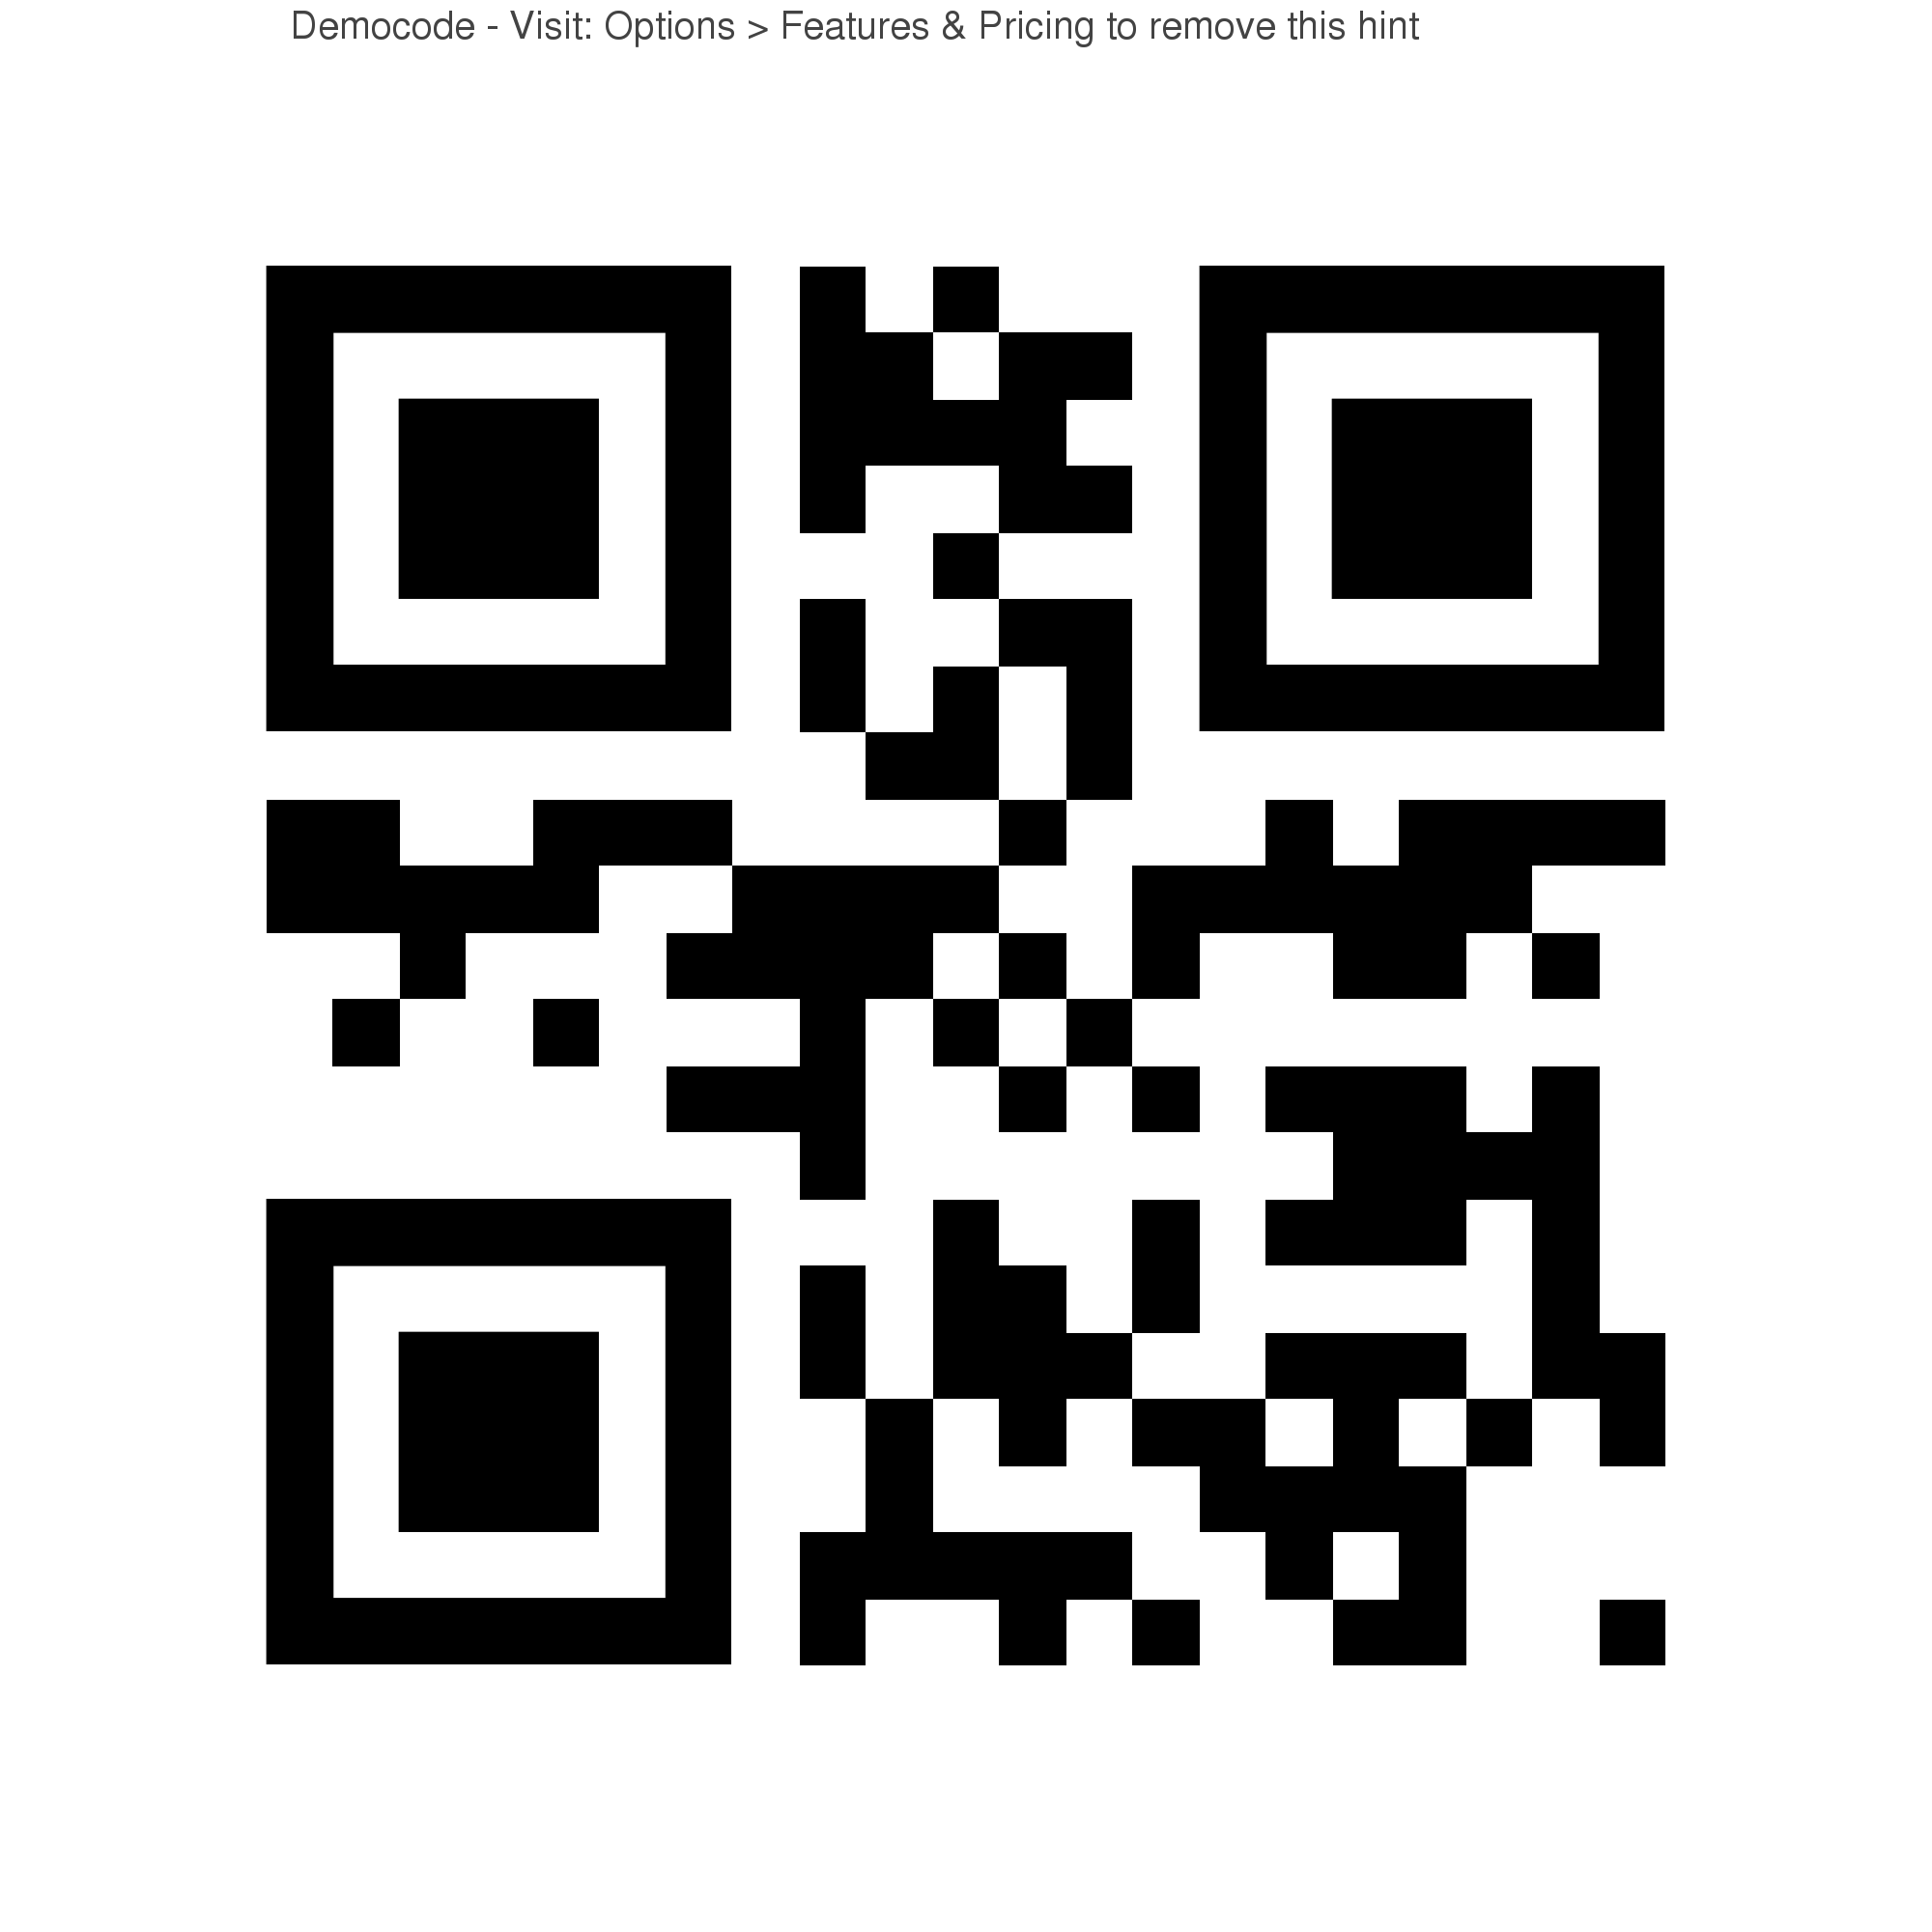 Democode - Visit: Options > Features & Pricing to remove this hint